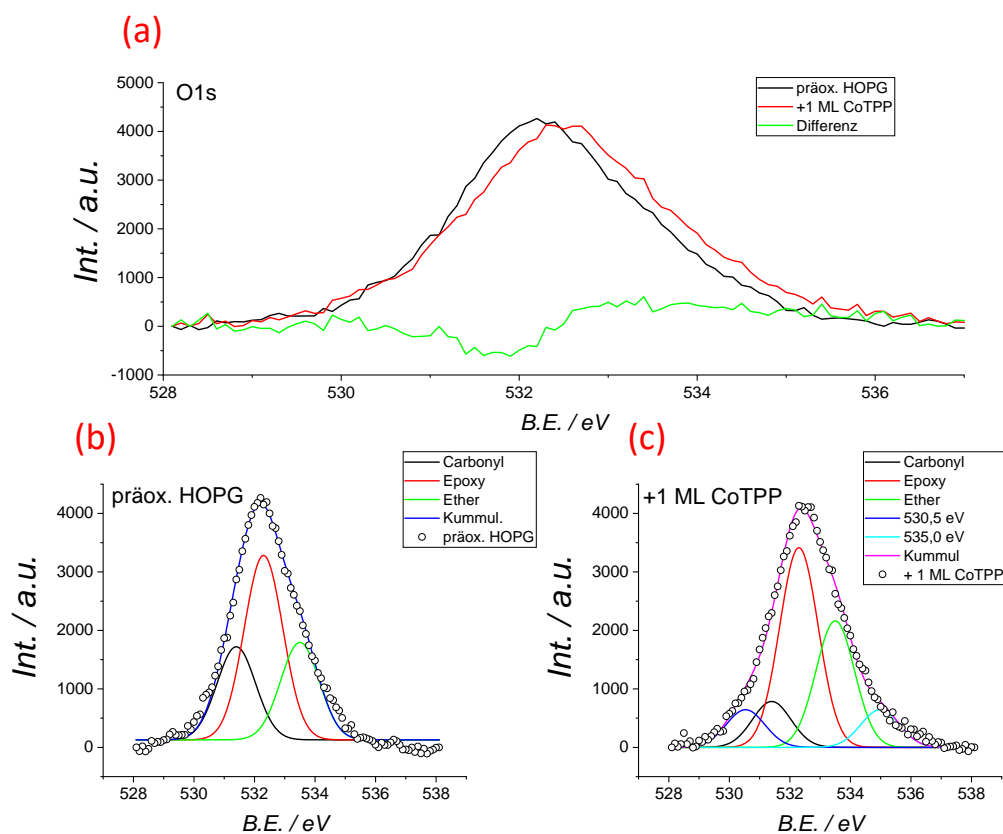 (a)
O1s
präox. HOPG
+1 ML CoTPP
Differenz
5000
4000
3000
2000
1000
0
-1000
Int. / a.u.
528
530
532
534
536
B.E. / eV
(b)
präox. HOPG
Carbonyl
Epoxy
Ether
Kummul.
präox. HOPG
4000
3000
2000
1000
0
Int. / a.u.
528
530
532
534
536
538
B.E. / eV
(c)
+1 ML CoTPP
Carbonyl
Epoxy
Ether
530,5 eV
535,0 eV
Kummul
+ 1 ML CoTPP
4000
3000
2000
1000
0
Int. / a.u.
528
530
532
534
536
538
B.E. / eV